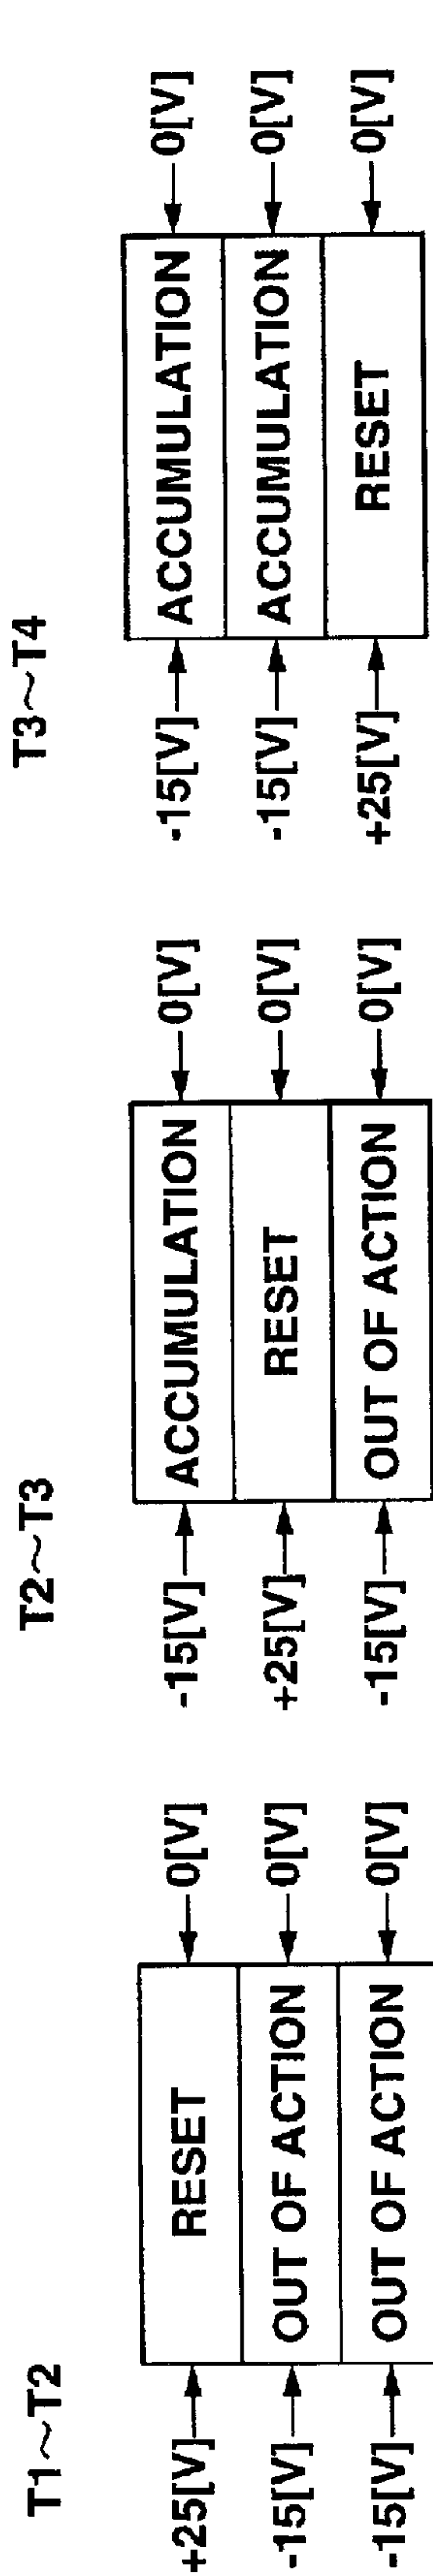 T1~T2
+25[V] RESET 0[V]
-15[V] OUT OF ACTION 0[V]
-15[V] OUT OF ACTION 0[V]
T2~T3
-15[V] ACCUMULATION 0[V]
+25[V] RESET 0[V]
-15[V] OUT OF ACTION 0[V]
T3~T4
-15[V] ACCUMULATION 0[V]
-15[V] ACCUMULATION 0[V]
+25[V] RESET 0[V]